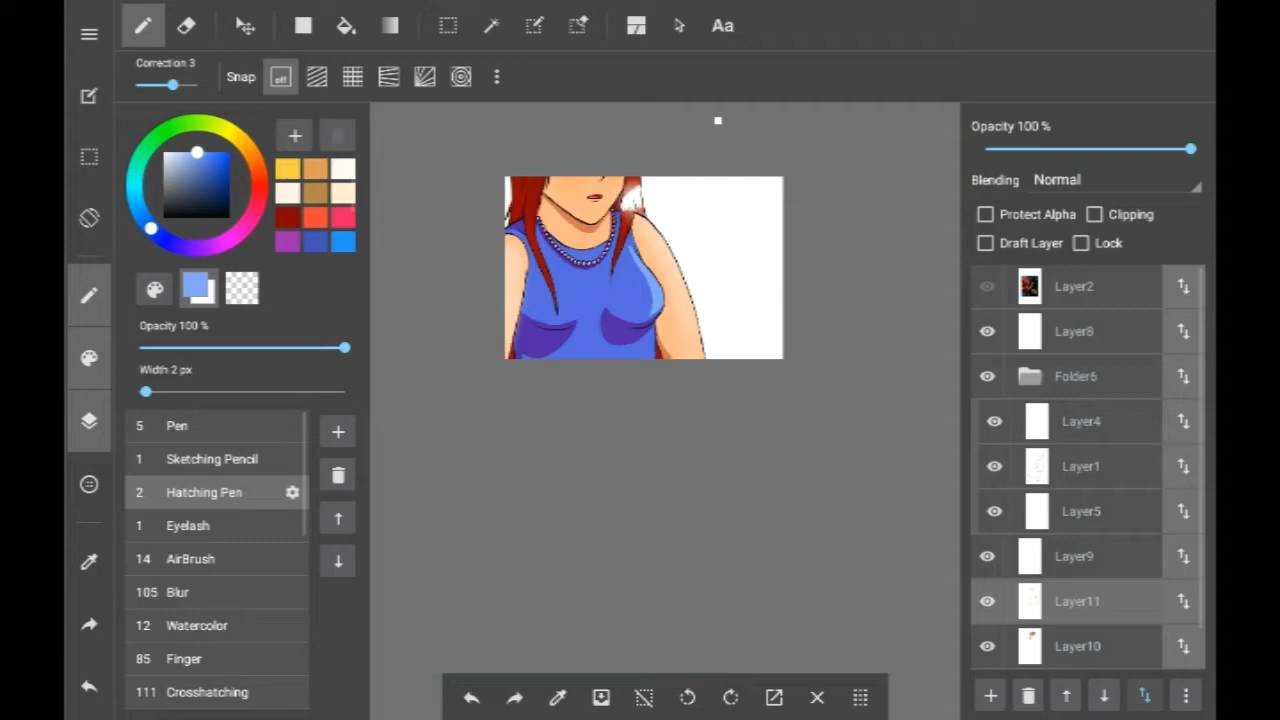 Aa
Correction 3
Snap
off
Opacity 100 %
Blending Normal
Protect Alpha
Clipping
Draft Layer
Lock
Opacity 100 %
Width 2 px
5 Pen
1 Sketching Pencil
2 Hatching Pen
1 Eyelash
14 AirBrush
105 Blur
12 Watercolor
85 Finger
111 Crosshatching
Layer2
Layer8
Folder6
Layer4
Layer1
Layer5
Layer9
Layer11
Layer10